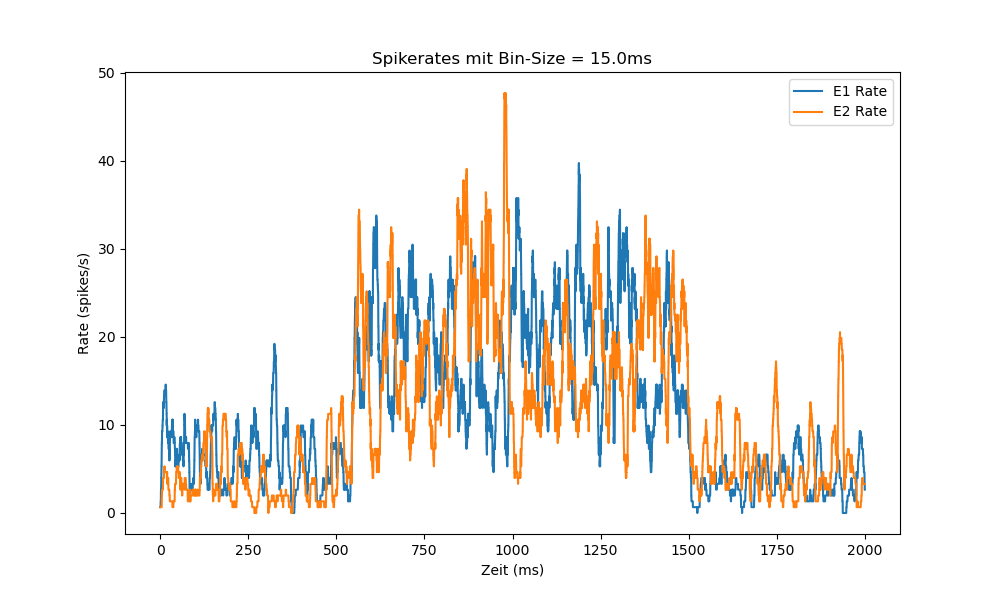 Spikerates mit Bin-Size = 15.0ms
E1 Rate
E2 Rate
Rate (spikes/s)
50
40
30
20
10
0
0 250 500 750 1000 1250 1500 1750 2000
Zeit (ms)